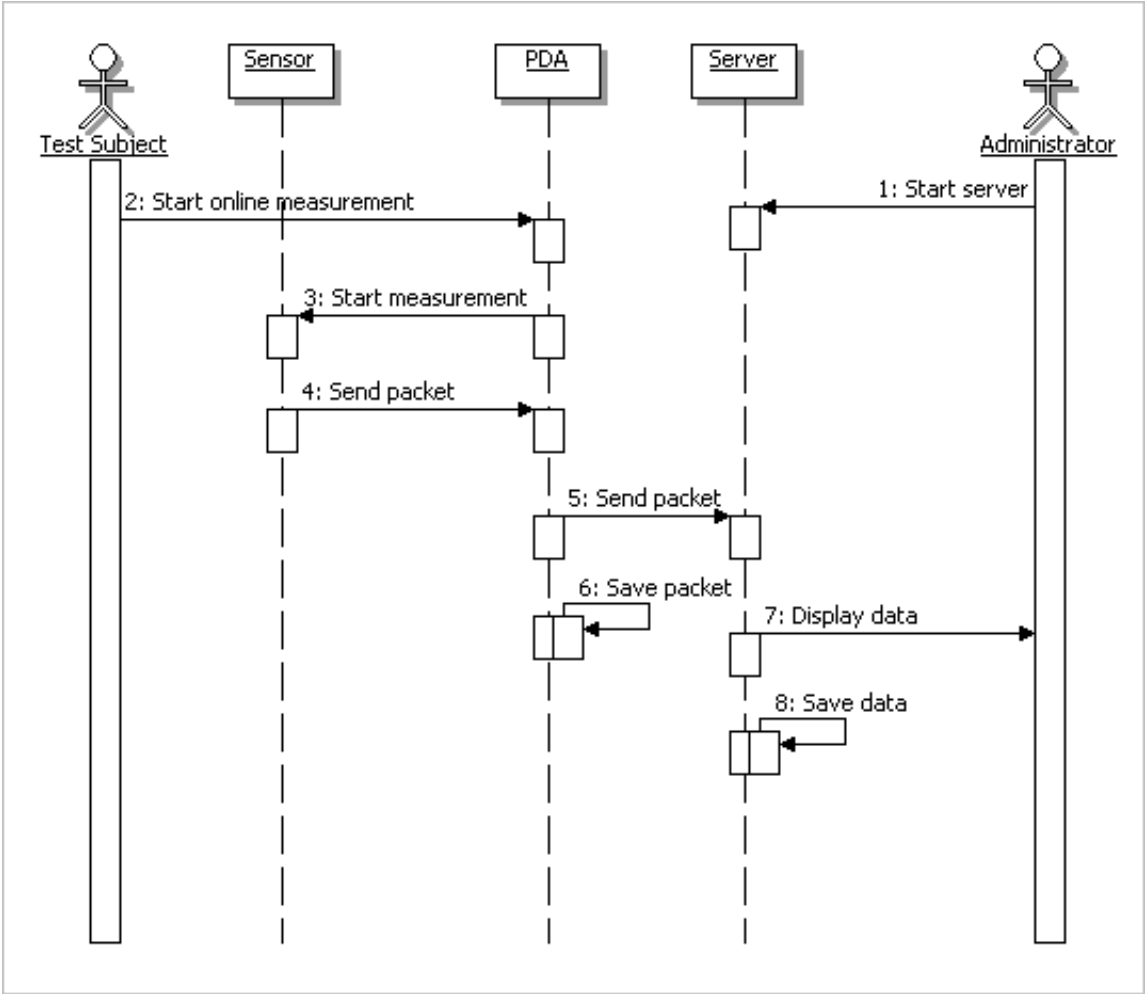 Sensor
PDA
Server
Test Subject
Administrator
1: Start server
2: Start online measurement
3: Start measurement
4: Send packet
5: Send packet
6: Save packet
7: Display data
8: Save data